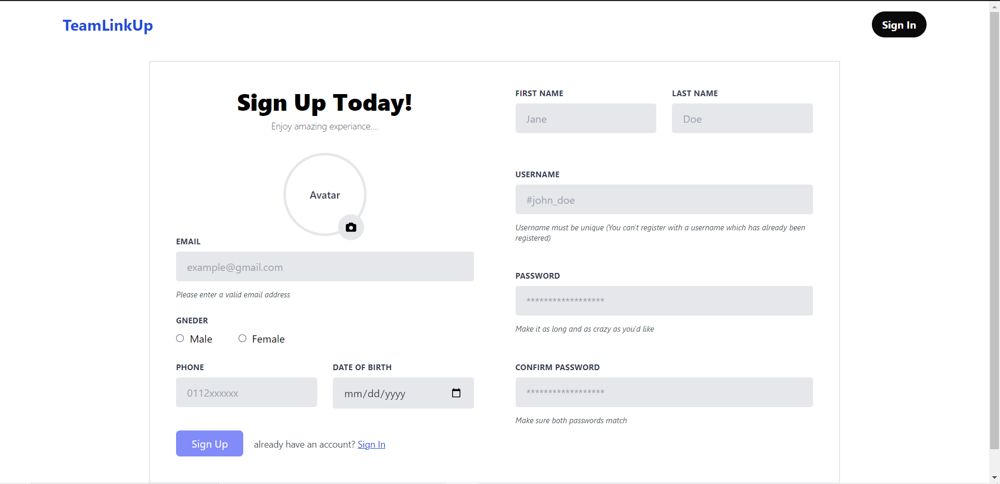 TeamLinkUp
Sign In
Sign Up Today!
Enjoy amazing experiance....
Avatar
EMAIL
example@gmail.com
Please enter a valid email address
GNEDER
Male Female
PHONE
0112xxxxxx
DATE OF BIRTH
mm/dd/yyyy
Sign Up
already have an account? Sign In
FIRST NAME
Jane
LAST NAME
Doe
USERNAME
#john_doe
Username must be unique (You can't register with a username which has already been
registered)
PASSWORD
******************
Make it as long and as crazy as you'd like
CONFIRM PASSWORD
******************
Make sure both passwords match